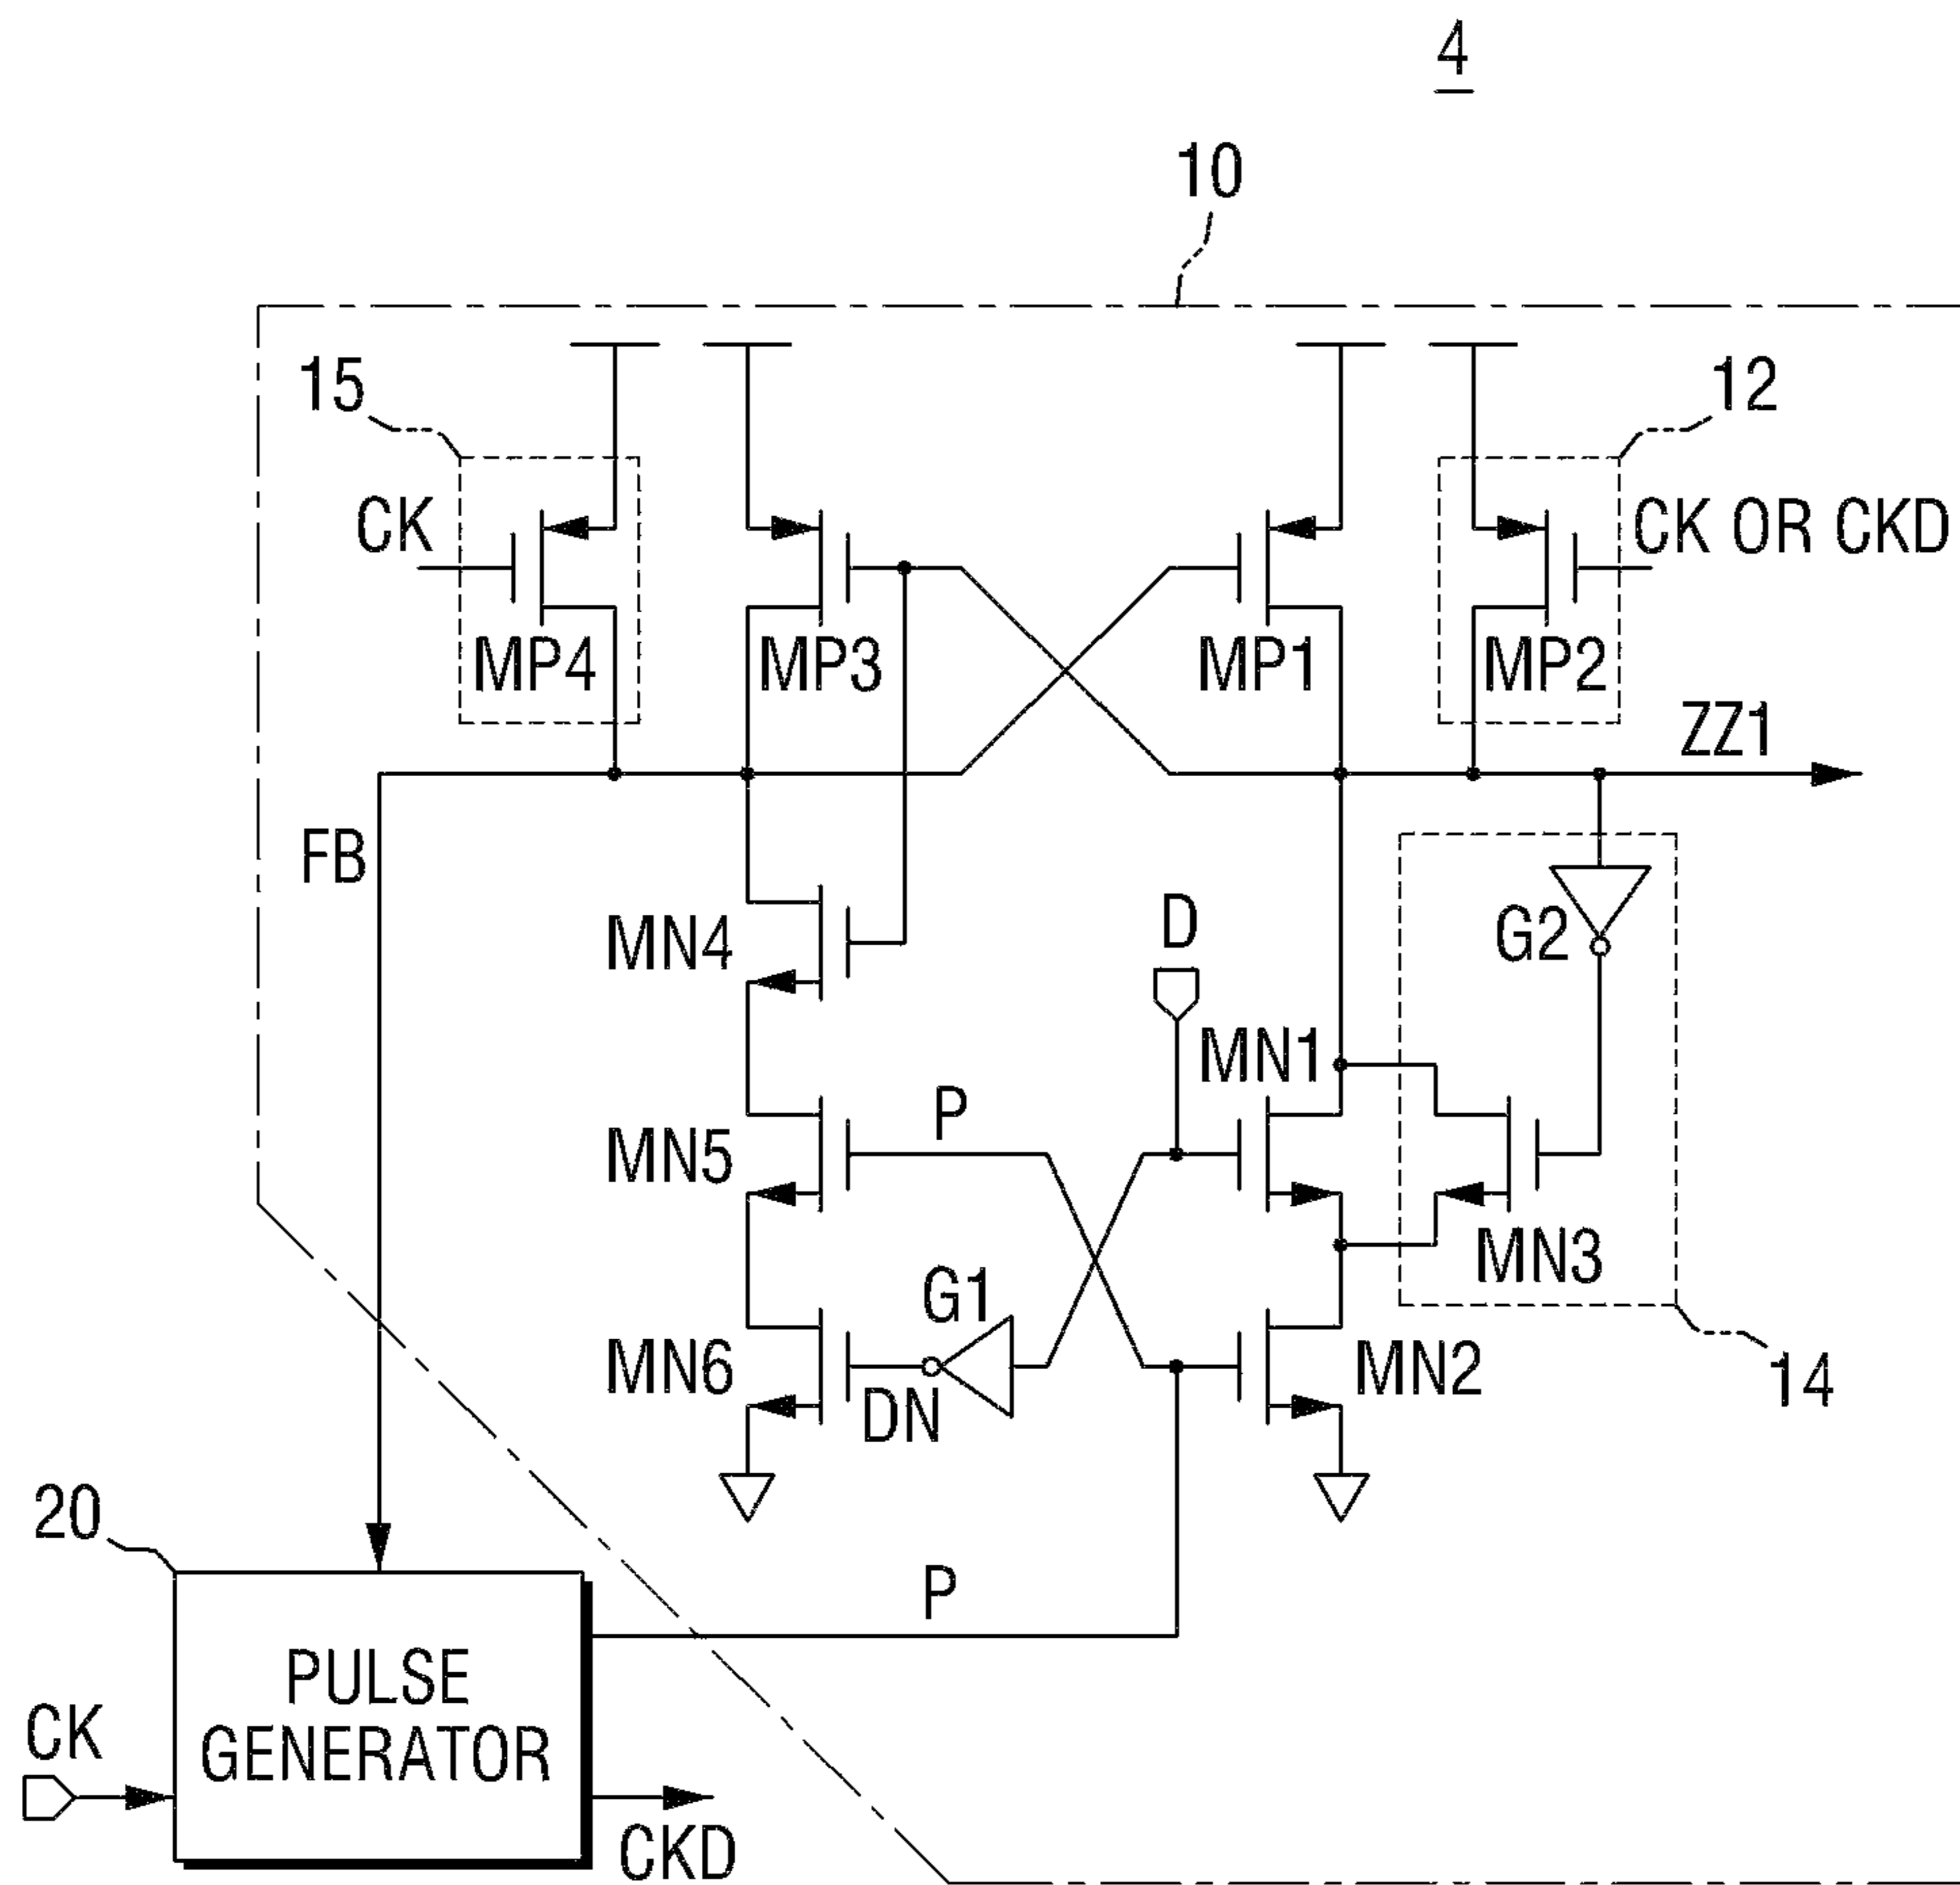 4
10
15
12
CK
CK OR CKD
MP4
MP3
MP1
MP2
ZZ1
FB
D
MN4
G2
MN1
P
MN5
MN3
G1
MN6
DN
MN2
14
20
P
PULSE
GENERATOR
CK
CKD